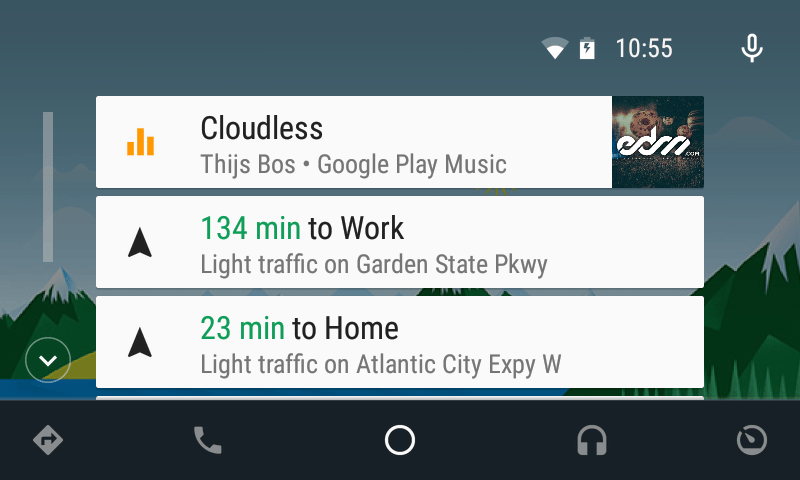 10:55
Cloudless
Thijs Bos • Google Play Music
edm.com
134 min to Work
Light traffic on Garden State Pkwy
23 min to Home
Light traffic on Atlantic City Expy W